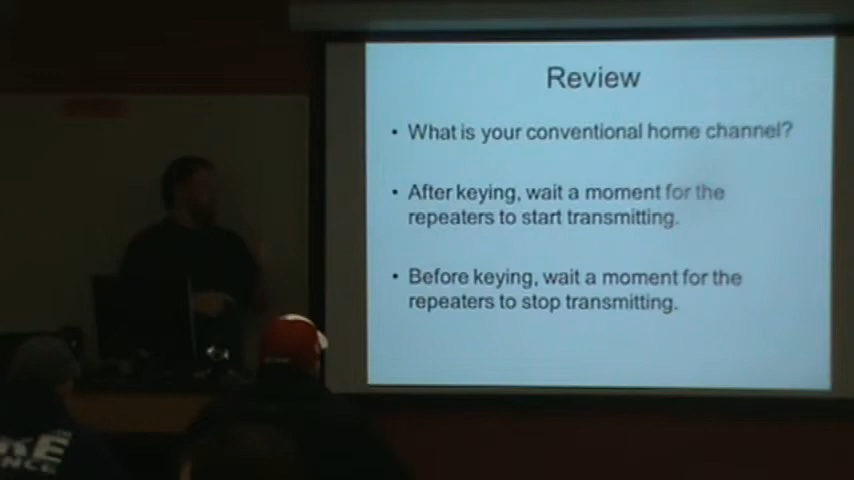 Review
• What is your conventional home channel?
• After keying, wait a moment for the
repeaters to start transmitting.
• Before keying, wait a moment for the
repeaters to stop transmitting.